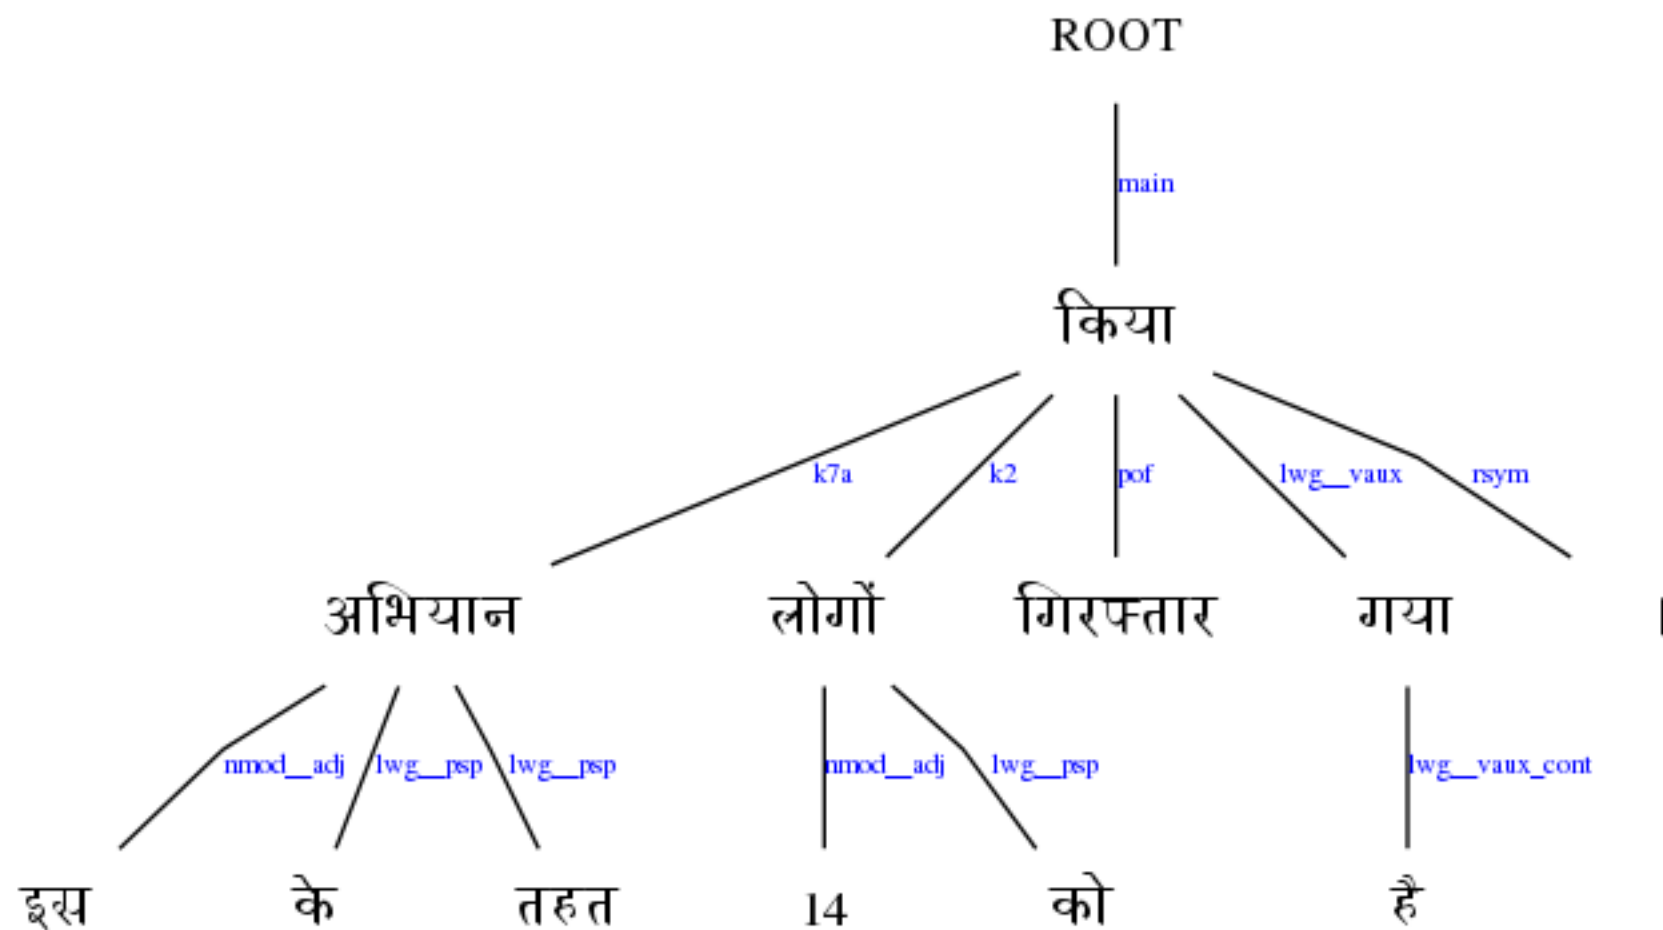 ROOT
main
किया
k7a k2 pof lwg__vaux rsym
अभियान लोगों गिरफ्तार गया ।
nmod__adj lwg__psp lwg__psp nmod__adj lwg__psp lwg__vaux_cont
इस के तहत 14 को है